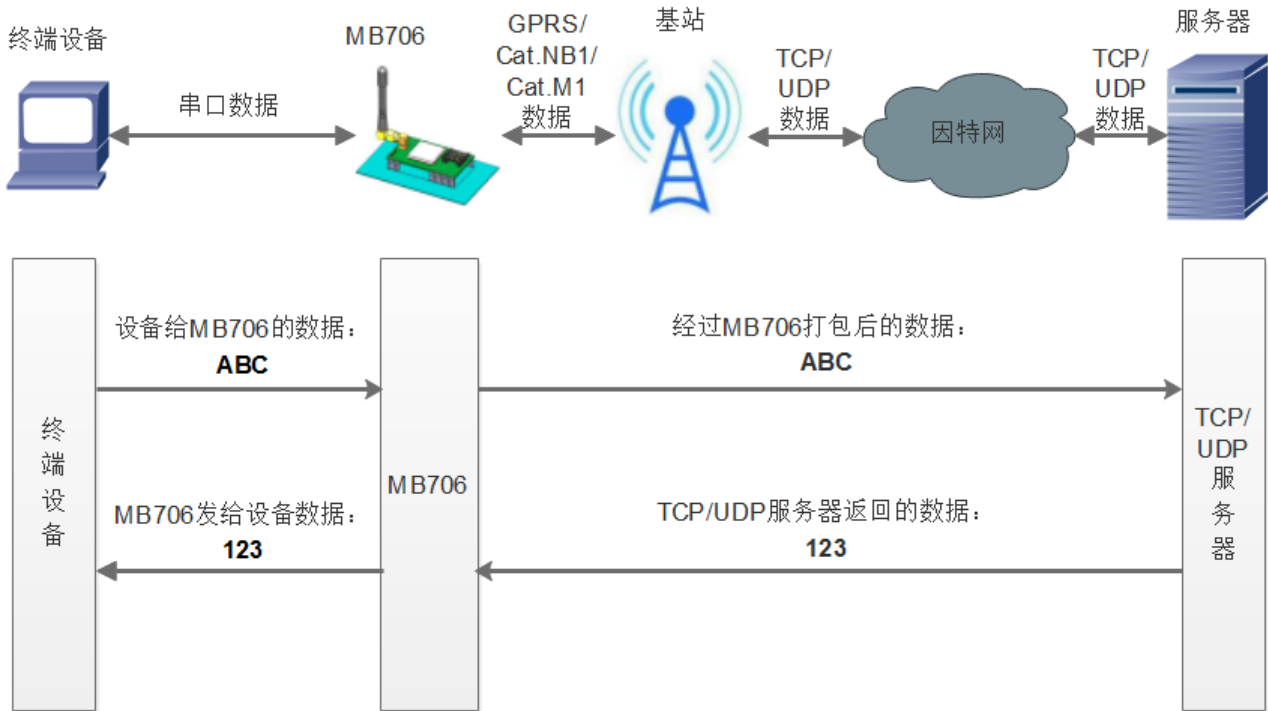 终端设备
MB706
GPRS/
Cat.NB1/
Cat.M1
数据
基站
TCP/
UDP
数据
TCP/
UDP
数据
服务器
串口数据
因特网
设备给MB706的数据：
ABC
经过MB706打包后的数据：
ABC
终
端
设
备
MB706
TCP/
UDP
服
务
器
MB706发给设备数据：
123
TCP/UDP服务器返回的数据：
123